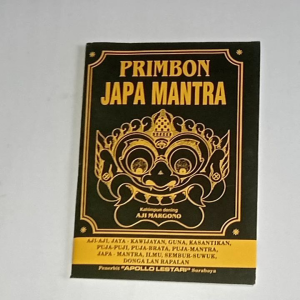 PRIMBON
JAPA MANTRA
Kahimpun dening
AJI MARGONO
AJI-AJI, JAYA - KAWIJAYAN, GUNA, KASANTIKAN,
PUJA-PUJI, PUJA-BRATA, PUJA-MANTRA,
JAPA - MANTRA, ILMU, SEMBUR-SUWUK,
DONGA LAN RAPALAN
Penerbit "APOLLO LESTARI" Surabaya